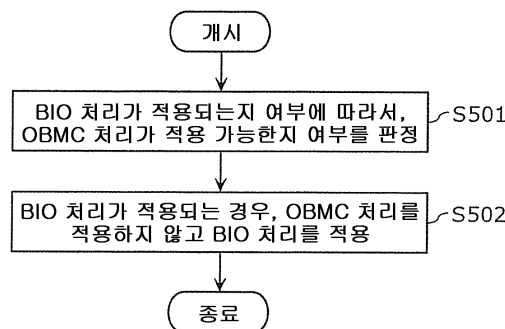 개시
BIO 처리가 적용되는지 여부에 따라서,
OBMC 처리가 적용 가능한지 여부를 판정
S501
BIO 처리가 적용되는 경우, OBMC 처리를
적용하지 않고 BIO 처리를 적용
S502
종료